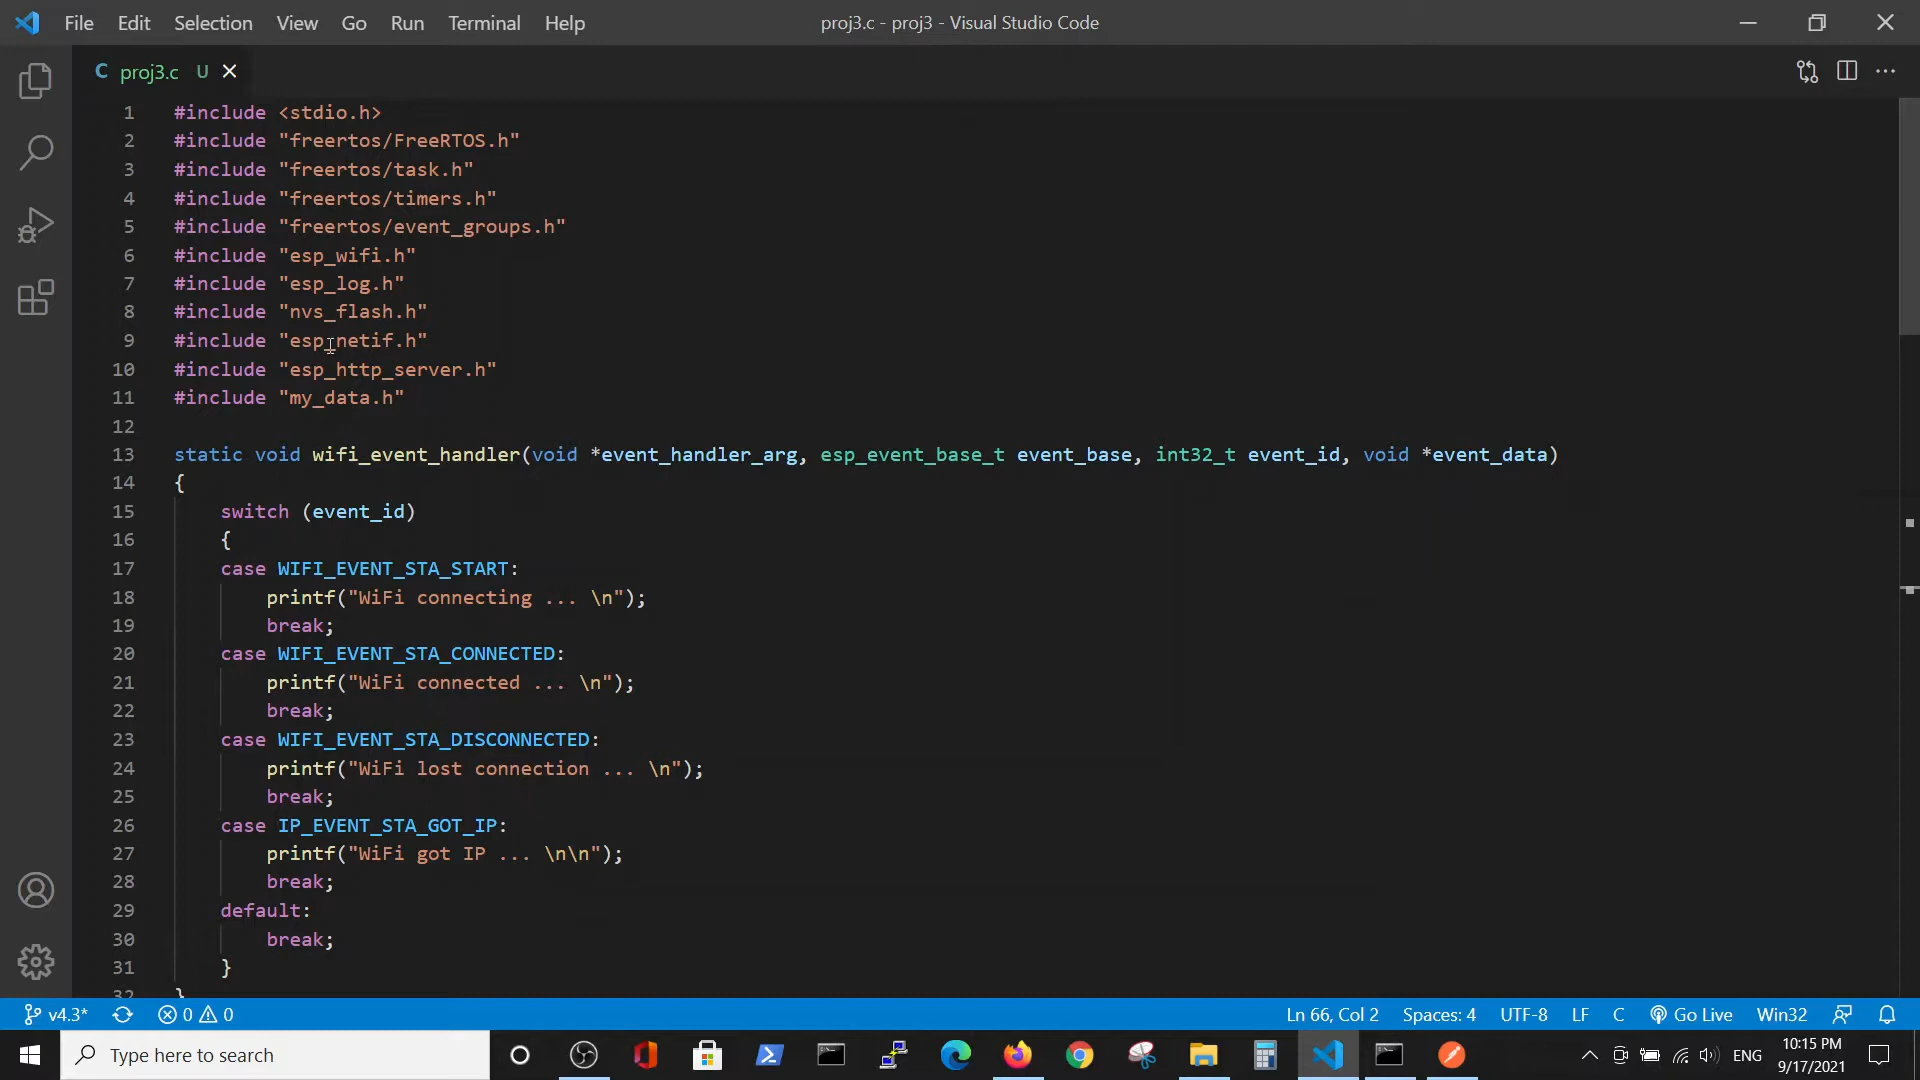 File Edit Selection View Go Run Terminal Help proj3.c - proj3 - Visual Studio Code
C proj3.c U
1 #include <stdio.h>
2 #include "freertos/FreeRTOS.h"
3 #include "freertos/task.h"
4 #include "freertos/timers.h"
5 #include "freertos/event_groups.h"
6 #include "esp_wifi.h"
7 #include "esp_log.h"
8 #include "nvs_flash.h"
9 #include "esp_netif.h"
10 #include "esp_http_server.h"
11 #include "my_data.h"
12
13 static void wifi_event_handler(void *event_handler_arg, esp_event_base_t event_base, int32_t event_id, void *event_data)
14 {
15 switch (event_id)
16 {
17 case WIFI_EVENT_STA_START:
18 printf("WiFi connecting ... \n");
19 break;
20 case WIFI_EVENT_STA_CONNECTED:
21 printf("WiFi connected ... \n");
22 break;
23 case WIFI_EVENT_STA_DISCONNECTED:
24 printf("WiFi lost connection ... \n");
25 break;
26 case IP_EVENT_STA_GOT_IP:
27 printf("WiFi got IP ... \n\n");
28 break;
29 default:
30 break;
31 }
32 }
v4.3* 0 0 Ln 66, Col 2 Spaces: 4 UTF-8 LF C Go Live Win32
Type here to search ENG 10:15 PM
9/17/2021